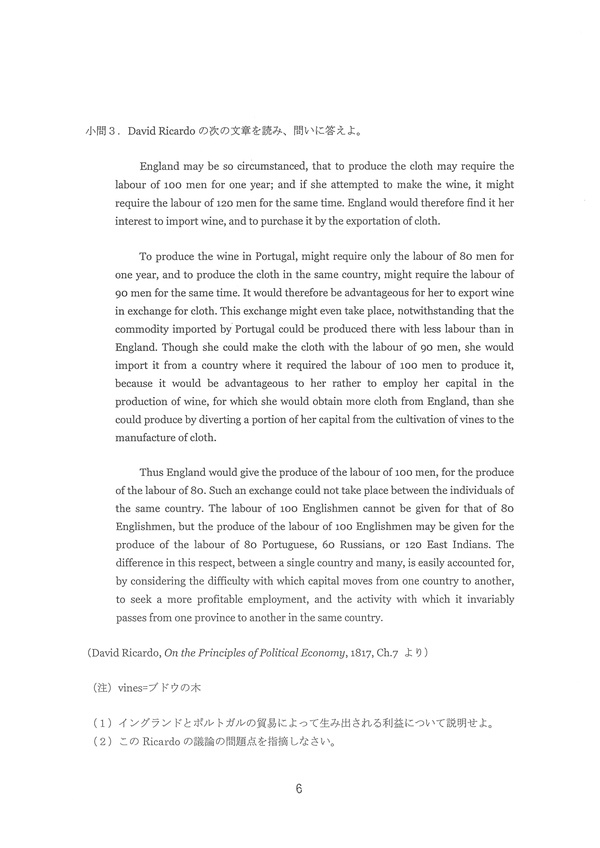 小問３．David Ricardo の次の文章を読み、問いに答えよ。
England may be so circumstanced, that to produce the cloth may require the
labour of 100 men for one year; and if she attempted to make the wine, it might
require the labour of 120 men for the same time. England would therefore find it her
interest to import wine, and to purchase it by the exportation of cloth.
To produce the wine in Portugal, might require only the labour of 80 men for
one year, and to produce the cloth in the same country, might require the labour of
90 men for the same time. It would therefore be advantageous for her to export wine
in exchange for cloth. This exchange might even take place, notwithstanding that the
commodity imported by Portugal could be produced there with less labour than in
England. Though she could make the cloth with the labour of 90 men, she would
import it from a country where it required the labour of 100 men to produce it,
because it would be advantageous to her rather to employ her capital in the
production of wine, for which she would obtain more cloth from England, than she
could produce by diverting a portion of her capital from the cultivation of vines to the
manufacture of cloth.
Thus England would give the produce of the labour of 100 men, for the produce
of the labour of 80. Such an exchange could not take place between the individuals of
the same country. The labour of 100 Englishmen cannot be given for that of 80
Englishmen, but the produce of the labour of 100 Englishmen may be given for the
produce of the labour of 80 Portuguese, 60 Russians, or 120 East Indians. The
difference in this respect, between a single country and many, is easily accounted for,
by considering the difficulty with which capital moves from one country to another,
to seek a more profitable employment, and the activity with which it invariably
passes from one province to another in the same country.
（David Ricardo, On the Principles of Political Economy, 1817, Ch.7 より）
（注）vines=ブドウの木
（１）イングランドとポルトガルの貿易によって生み出される利益について説明せよ。
（２）この Ricardo の議論の問題点を指摘しなさい。
6